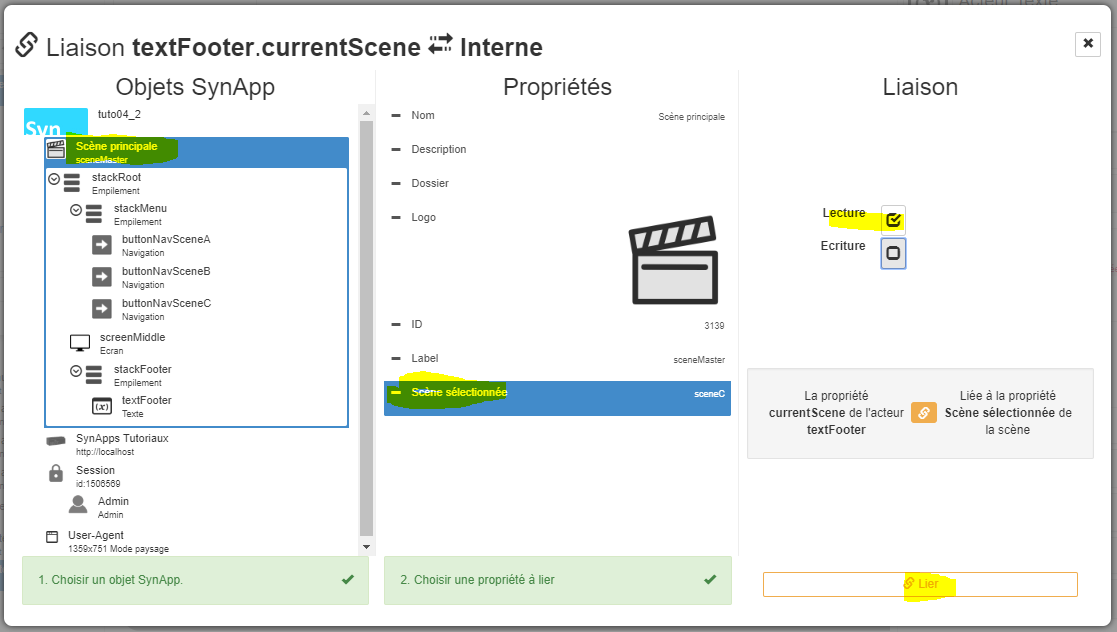 Liaison textFooter.currentScene Interne
Objets SynApp
Syn
tuto04_2
Scène principale
sceneMaster
stackRoot
Empilement
stackMenu
Empilement
buttonNavSceneA
Navigation
buttonNavSceneB
Navigation
buttonNavSceneC
Navigation
screenMiddle
Ecran
stackFooter
Empilement
(x)
textFooter
Texte
SynApps Tutoriaux
http://localhost
Session
id:1506569
Admin
Admin
User-Agent
1359x751 Mode paysage
1. Choisir un objet SynApp.
Propriétés
Nom Scène principale
Description
Dossier
Logo
ID 3139
Label sceneMaster
Scène sélectionnée sceneC
2. Choisir une propriété à lier
Liaison
Lecture
Ecriture
La propriété
currentScene de l'acteur
textFooter
Liée à la propriété
Scène sélectionnée de
la scène
Lier